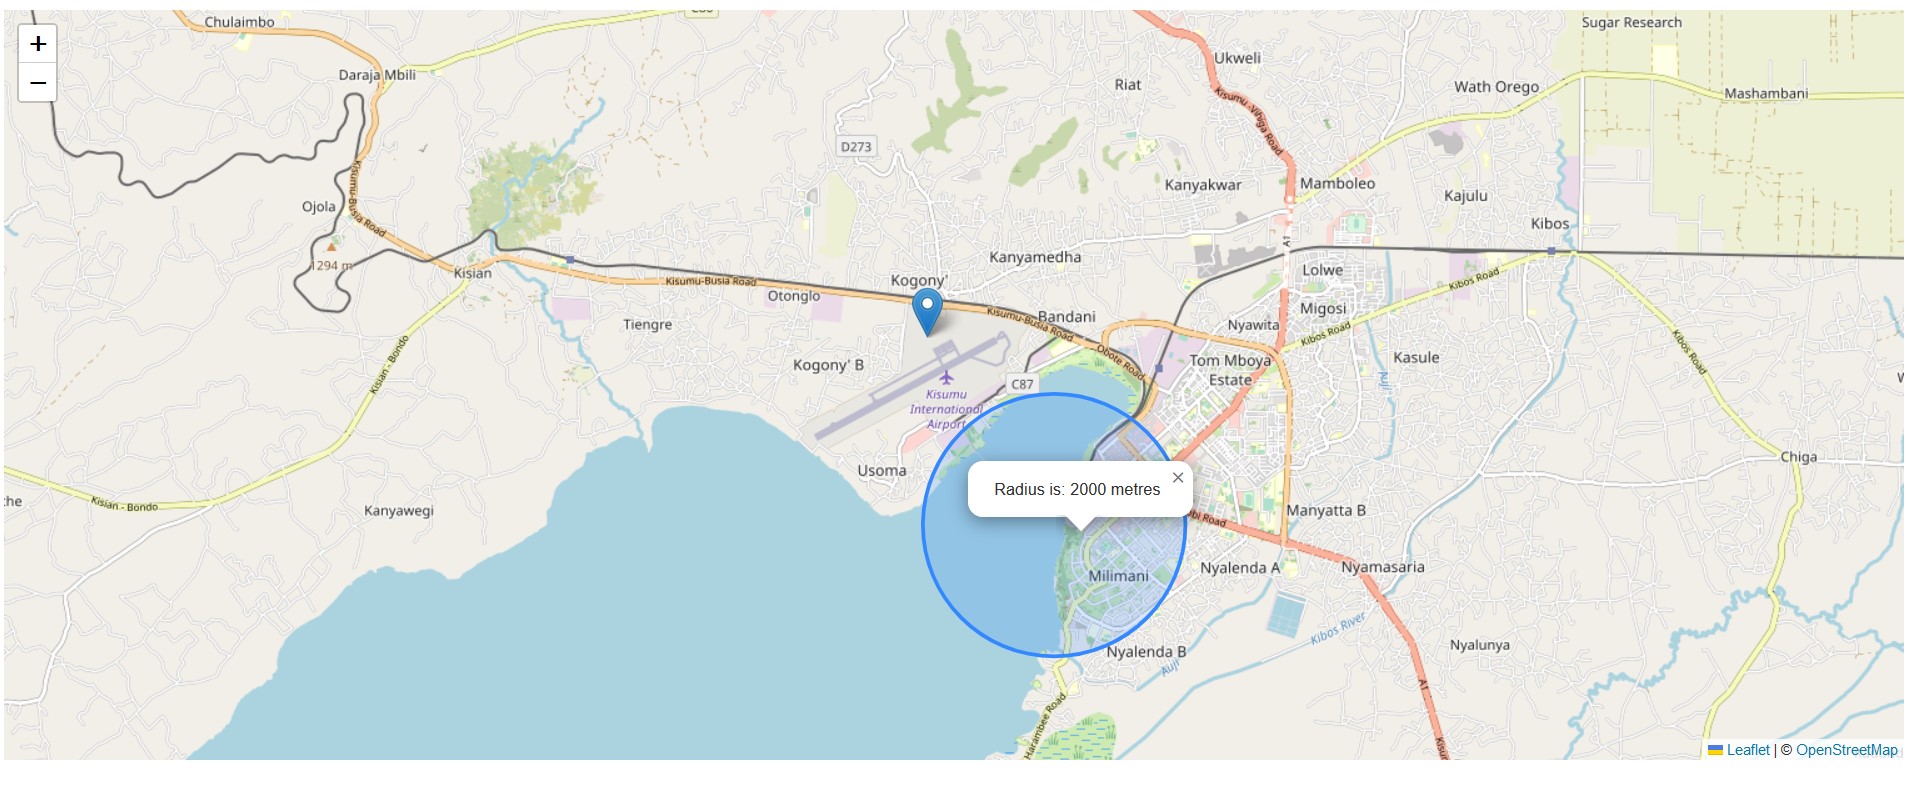 Chulaimbo
Sugar Research
+
−
Daraja Mbili
Ukweli
Riat
Wath Orego
Mashambani
Kisumu -Vihiga Road
D273
Kanyakwar
Mamboleo
Kajulu
Kisumu-Busia Road
Ojola
Kibos
A1
1294 m
Kisian
Kanyamedha
Lolwe
Kisumu-Busia Road
Kogony'
Kibos Road
Otonglo
Migosi
Tiengre
Kisumu-Busia Road
Bandani
Nyawita
Kibos Road
Obote Road
Kisian - Bondo
Kogony' B
Tom Mboya
Estate
Kasule
Kibos Road
Auji
C87
Kisumu
International
Airport
Usoma
Chiga
Radius is: 2000 metres
×
Kisian - Bondo
Kanyawegi
Manyatta B
Milimani
Nyalenda A
Nyamasaria
Kibos River
Nyalenda B
Auji
Nyalunya
A1
Harambee Road
Leaflet | © OpenStreetMap